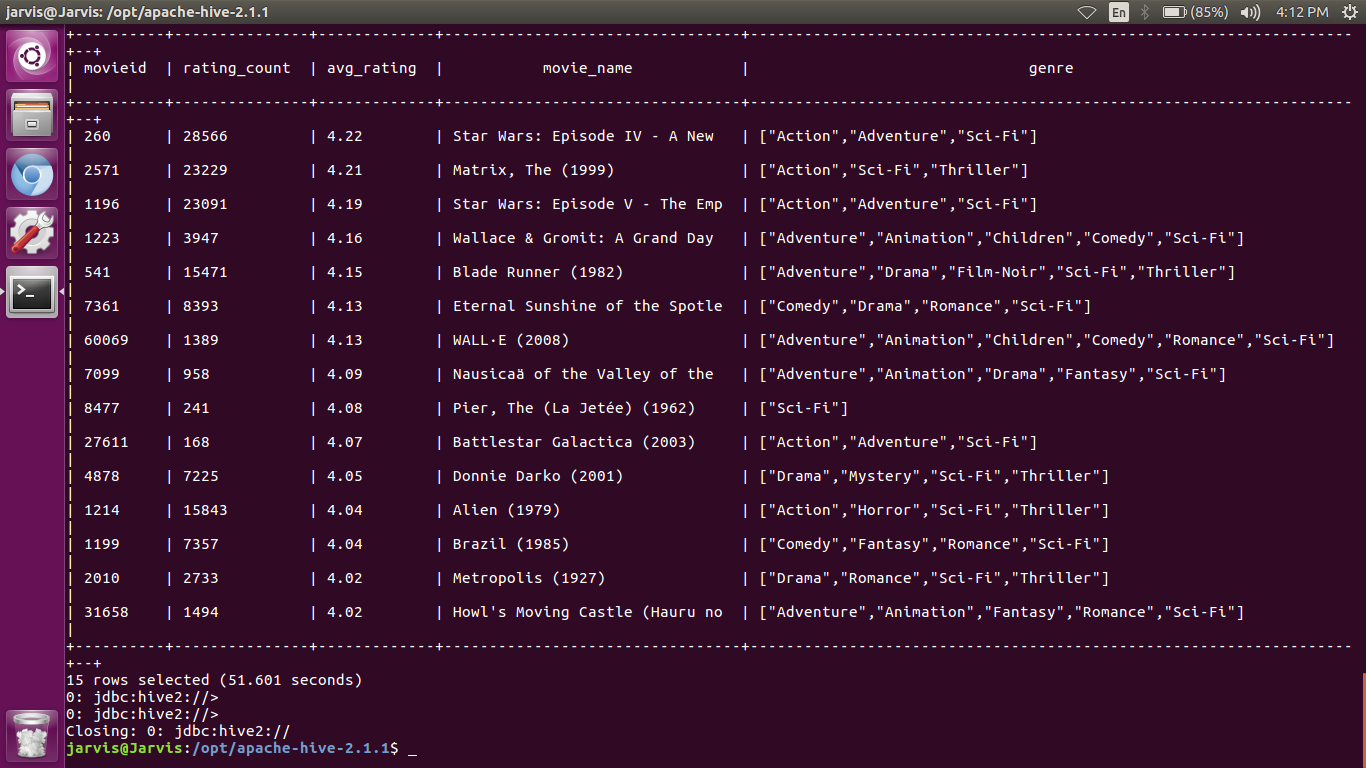 jarvis@Jarvis: /opt/apache-hive-2.1.1 En (85%) 4:12 PM
+----------+---------------+-------------+---------------------------------+-------------------------------------------------------------------
+--+
| movieid | rating_count | avg_rating | movie_name | genre
|
+----------+---------------+-------------+---------------------------------+-------------------------------------------------------------------
+--+
| 260 | 28566 | 4.22 | Star Wars: Episode IV - A New | ["Action","Adventure","Sci-Fi"]
|
| 2571 | 23229 | 4.21 | Matrix, The (1999) | ["Action","Sci-Fi","Thriller"]
|
| 1196 | 23091 | 4.19 | Star Wars: Episode V - The Emp | ["Action","Adventure","Sci-Fi"]
|
| 1223 | 3947 | 4.16 | Wallace & Gromit: A Grand Day | ["Adventure","Animation","Children","Comedy","Sci-Fi"]
|
| 541 | 15471 | 4.15 | Blade Runner (1982) | ["Adventure","Drama","Film-Noir","Sci-Fi","Thriller"]
|
| 7361 | 8393 | 4.13 | Eternal Sunshine of the Spotle | ["Comedy","Drama","Romance","Sci-Fi"]
|
| 60069 | 1389 | 4.13 | WALL·E (2008) | ["Adventure","Animation","Children","Comedy","Romance","Sci-Fi"]
|
| 7099 | 958 | 4.09 | Nausicaä of the Valley of the | ["Adventure","Animation","Drama","Fantasy","Sci-Fi"]
|
| 8477 | 241 | 4.08 | Pier, The (La Jetée) (1962) | ["Sci-Fi"]
|
| 27611 | 168 | 4.07 | Battlestar Galactica (2003) | ["Action","Adventure","Sci-Fi"]
|
| 4878 | 7225 | 4.05 | Donnie Darko (2001) | ["Drama","Mystery","Sci-Fi","Thriller"]
|
| 1214 | 15843 | 4.04 | Alien (1979) | ["Action","Horror","Sci-Fi","Thriller"]
|
| 1199 | 7357 | 4.04 | Brazil (1985) | ["Comedy","Fantasy","Romance","Sci-Fi"]
|
| 2010 | 2733 | 4.02 | Metropolis (1927) | ["Drama","Romance","Sci-Fi","Thriller"]
|
| 31658 | 1494 | 4.02 | Howl's Moving Castle (Hauru no | ["Adventure","Animation","Fantasy","Romance","Sci-Fi"]
|
+----------+---------------+-------------+---------------------------------+-------------------------------------------------------------------
+--+
15 rows selected (51.601 seconds)
0: jdbc:hive2://>
0: jdbc:hive2://>
Closing: 0: jdbc:hive2://
jarvis@Jarvis:/opt/apache-hive-2.1.1$ _